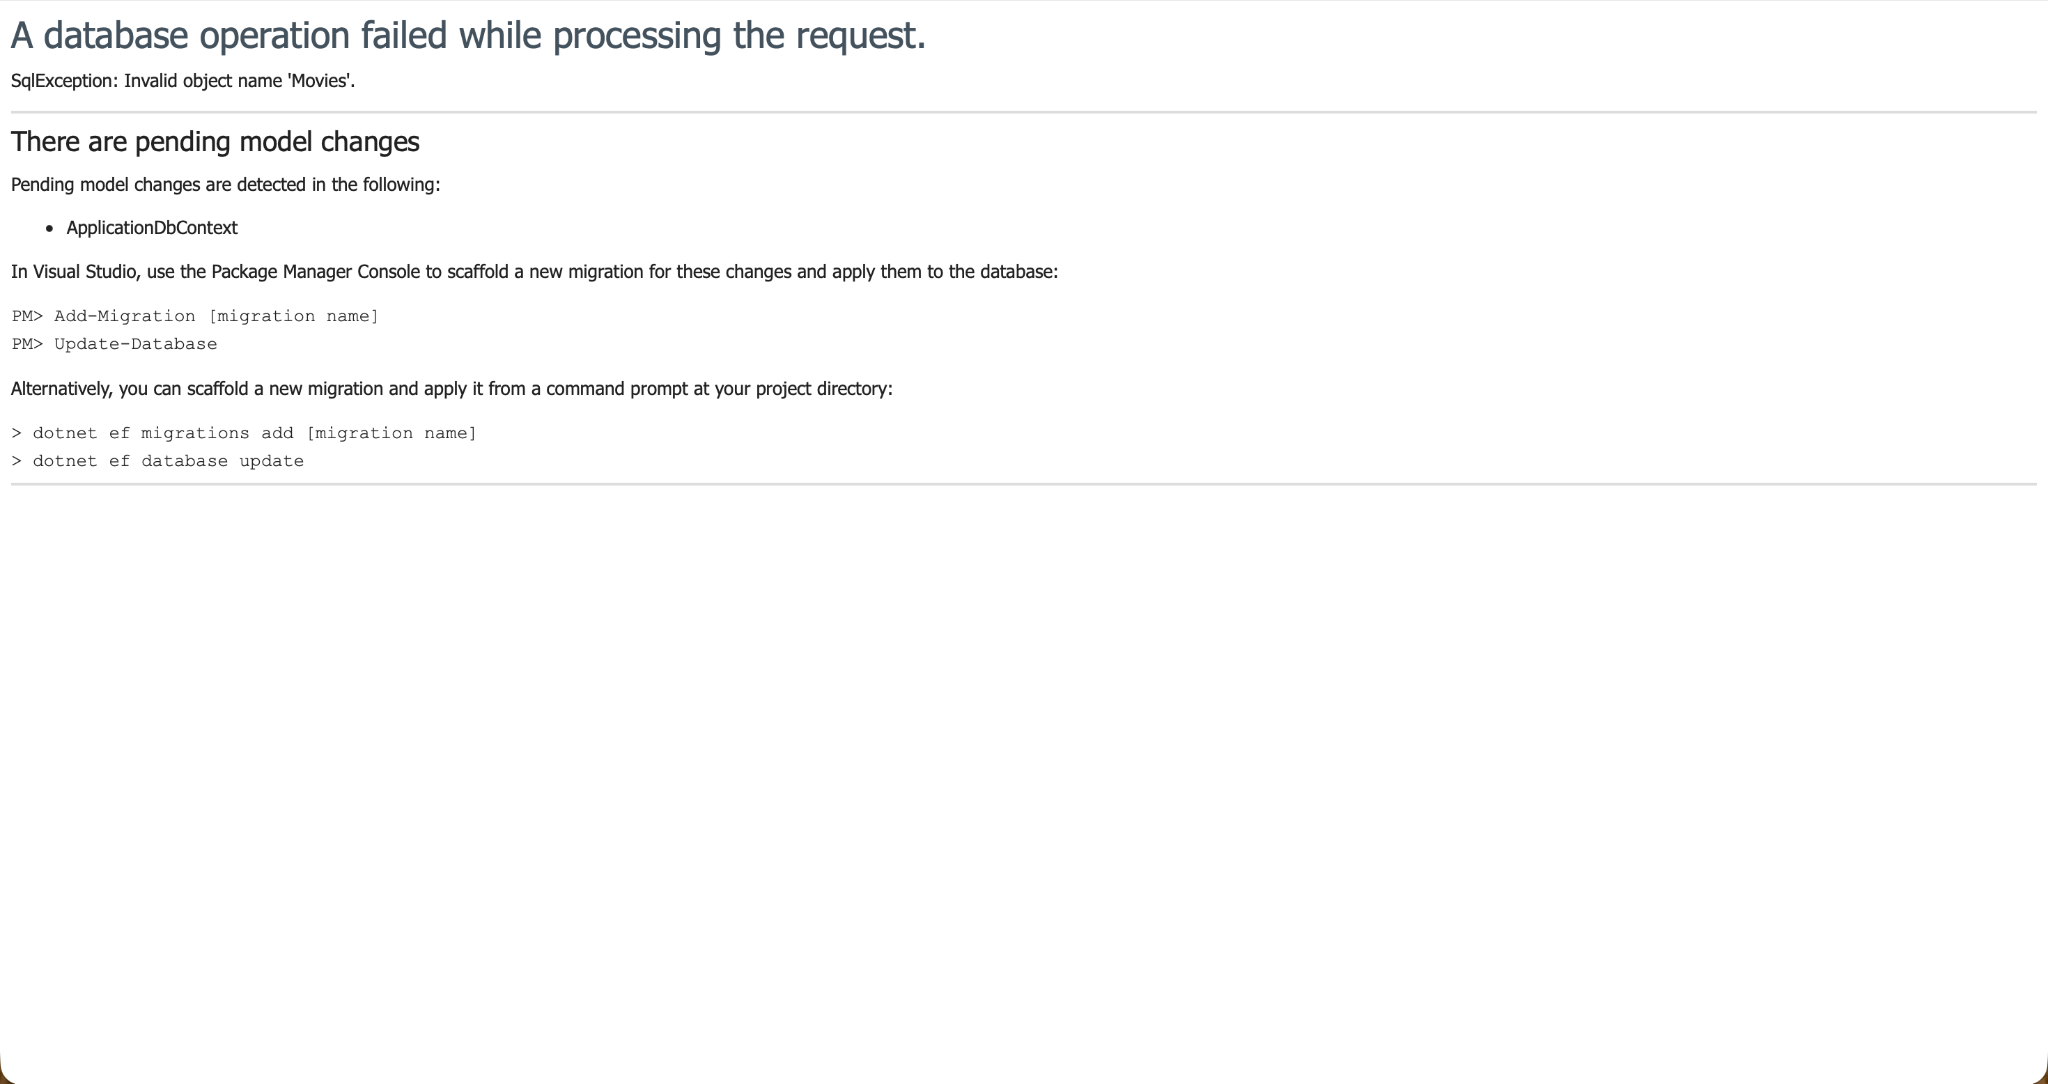 A database operation failed while processing the request.
SqlException: Invalid object name 'Movies'.
There are pending model changes
Pending model changes are detected in the following:
• ApplicationDbContext
In Visual Studio, use the Package Manager Console to scaffold a new migration for these changes and apply them to the database:
PM> Add-Migration [migration name]
PM> Update-Database
Alternatively, you can scaffold a new migration and apply it from a command prompt at your project directory:
> dotnet ef migrations add [migration name]
> dotnet ef database update